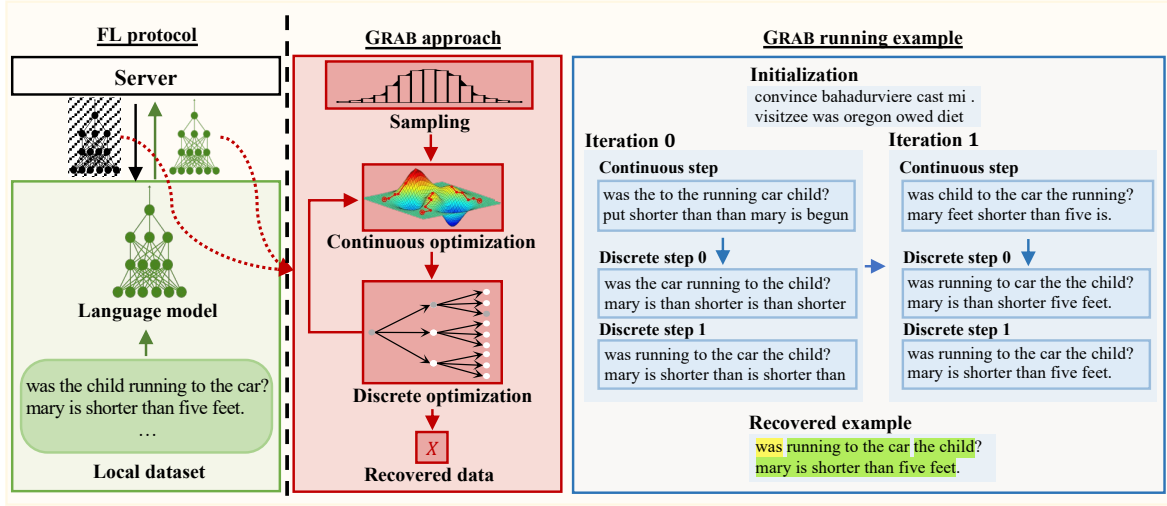 FL protocol
Server
Language model
was the child running to the car?
mary is shorter than five feet.
…
Local dataset
GRAB approach
Sampling
Continuous optimization
Discrete optimization
X
Recovered data
GRAB running example
Initialization
convince bahadurviere cast mi .
visitzee was oregon owed diet
Iteration 0
Continuous step
was the to the running car child?
put shorter than than mary is begun
Discrete step 0
was the car running to the child?
mary is than shorter is than shorter
Discrete step 1
was running to the car the child?
mary is shorter than is shorter than
Iteration 1
Continuous step
was child to the car the running?
mary feet shorter than five is.
Discrete step 0
was running to the car the child?
mary is than shorter five feet.
Discrete step 1
was running to the car the child?
mary is shorter than five feet.
Recovered example
was running to the car the child?
mary is shorter than five feet.